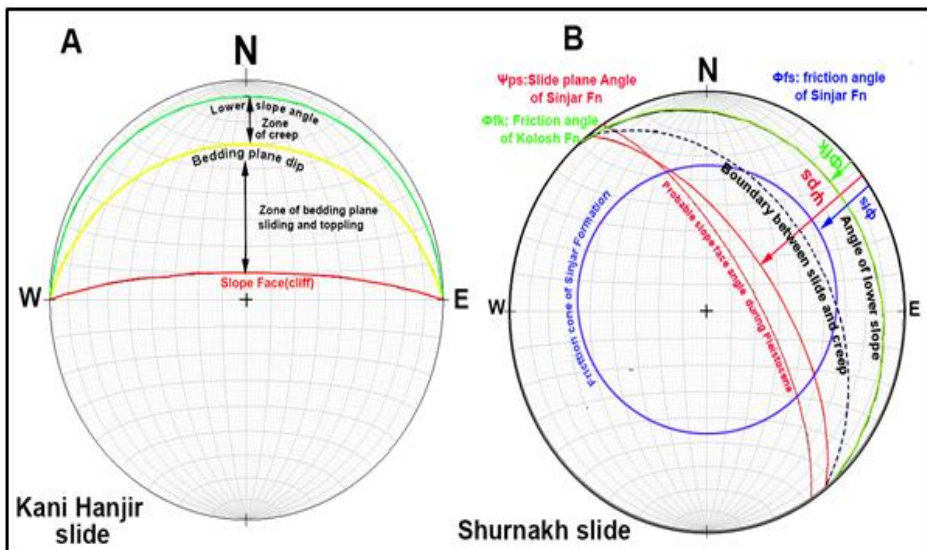 A
N
Lower slope angle
Zone
of creep
Bedding plane dip
Zone of bedding plane
sliding and toppling
W
E
Slope Face(cliff)
Kani Hanjir
slide
B
Ψps:Slide plane Angle
of Sinjar Fn
Φfs: friction angle
of Sinjar Fn
N
Φfk: Friction angle
of Kolosh Fn
Φfk
Ψps
Φfs
Boundary between slide and creep
Angle of lower slope
Probable slope face angle during Pleistocene
Friction cone of Sinjar Formation
W
E
Shurnakh slide